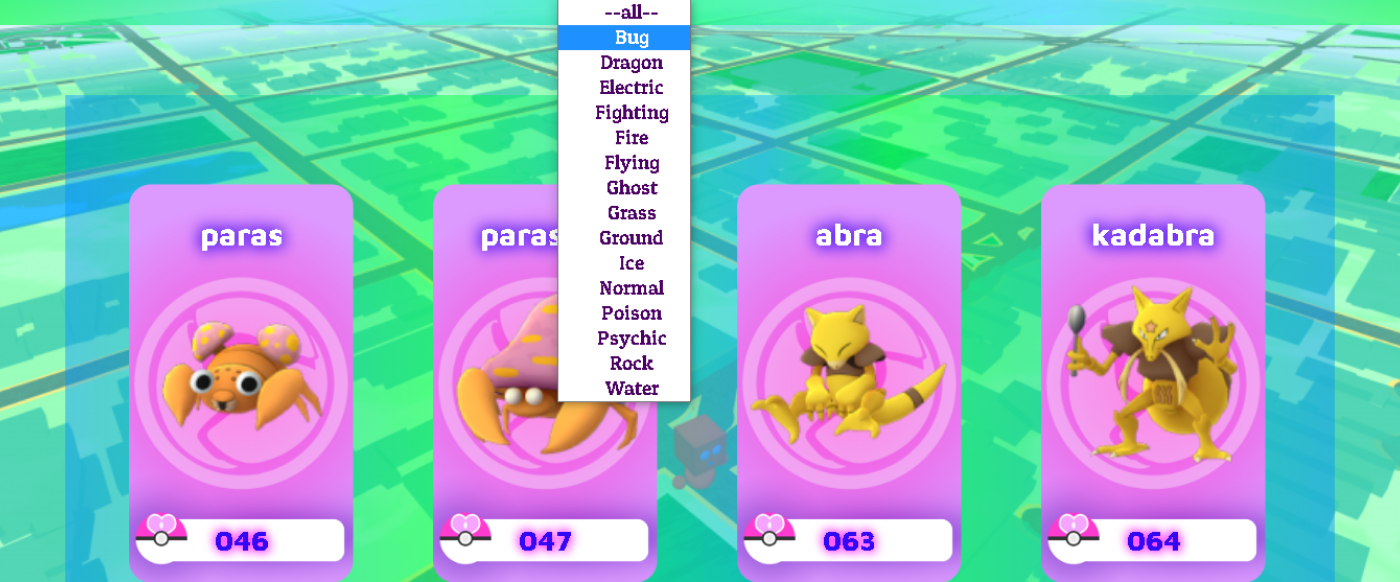 --all--
Bug
Dragon
Electric
Fighting
Fire
Flying
Ghost
Grass
Ground
Ice
Normal
Poison
Psychic
Rock
Water
paras
paras
abra
kadabra
046
047
063
064